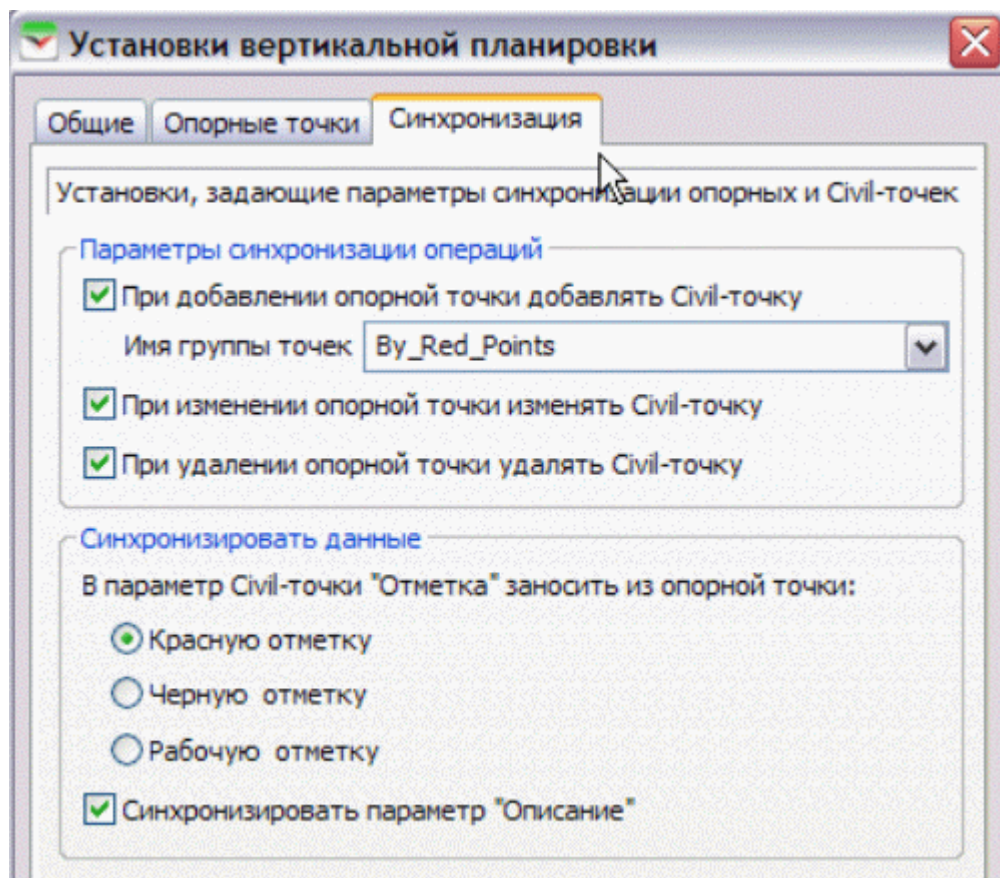 Установки вертикальной планировки
Общие Опорные точки Синхронизация
Установки, задающие параметры синхронизации опорных и Civil-точек
Параметры синхронизации операций
При добавлении опорной точки добавлять Civil-точку
Имя группы точек By_Red_Points
При изменении опорной точки изменять Civil-точку
При удалении опорной точки удалять Civil-точку
Синхронизировать данные
В параметр Civil-точки "Отметка" заносить из опорной точки:
Красную отметку
Черную отметку
Рабочую отметку
Синхронизировать параметр "Описание"